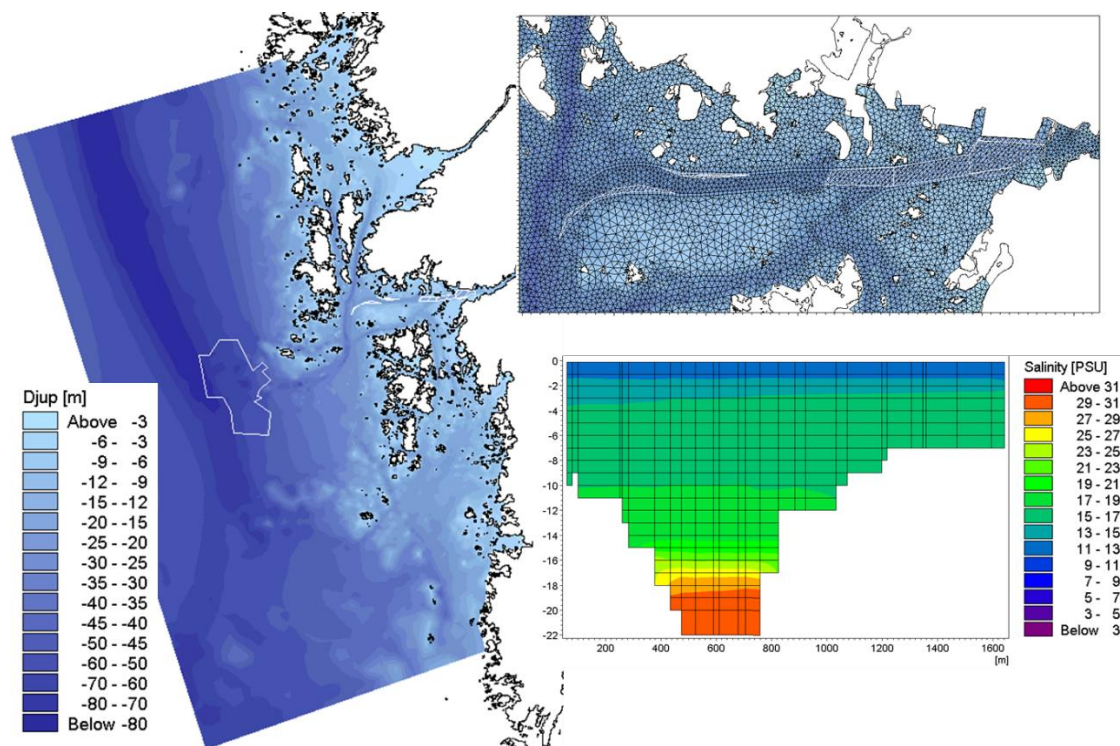 Djup [m]
Above -3
-6 - -3
-9 - -6
-12 - -9
-15 - -12
-20 - -15
-25 - -20
-30 - -25
-35 - -30
-40 - -35
-45 - -40
-50 - -45
-60 - -50
-70 - -60
-80 - -70
Below -80
0
-2
-4
-6
-8
-10
-12
-14
-16
-18
-20
-22
200 400 600 800 1000 1200 1400 1600
[m]
Salinity [PSU]
Above 31
29 - 31
27 - 29
25 - 27
23 - 25
21 - 23
19 - 21
17 - 19
15 - 17
13 - 15
11 - 13
9 - 11
7 - 9
5 - 7
3 - 5
Below 3